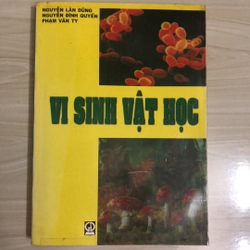 NGUYỄN LÂN DŨNG
NGUYỄN ĐÌNH QUYẾN
PHẠM VĂN TY
VI SINH VẬT HỌC